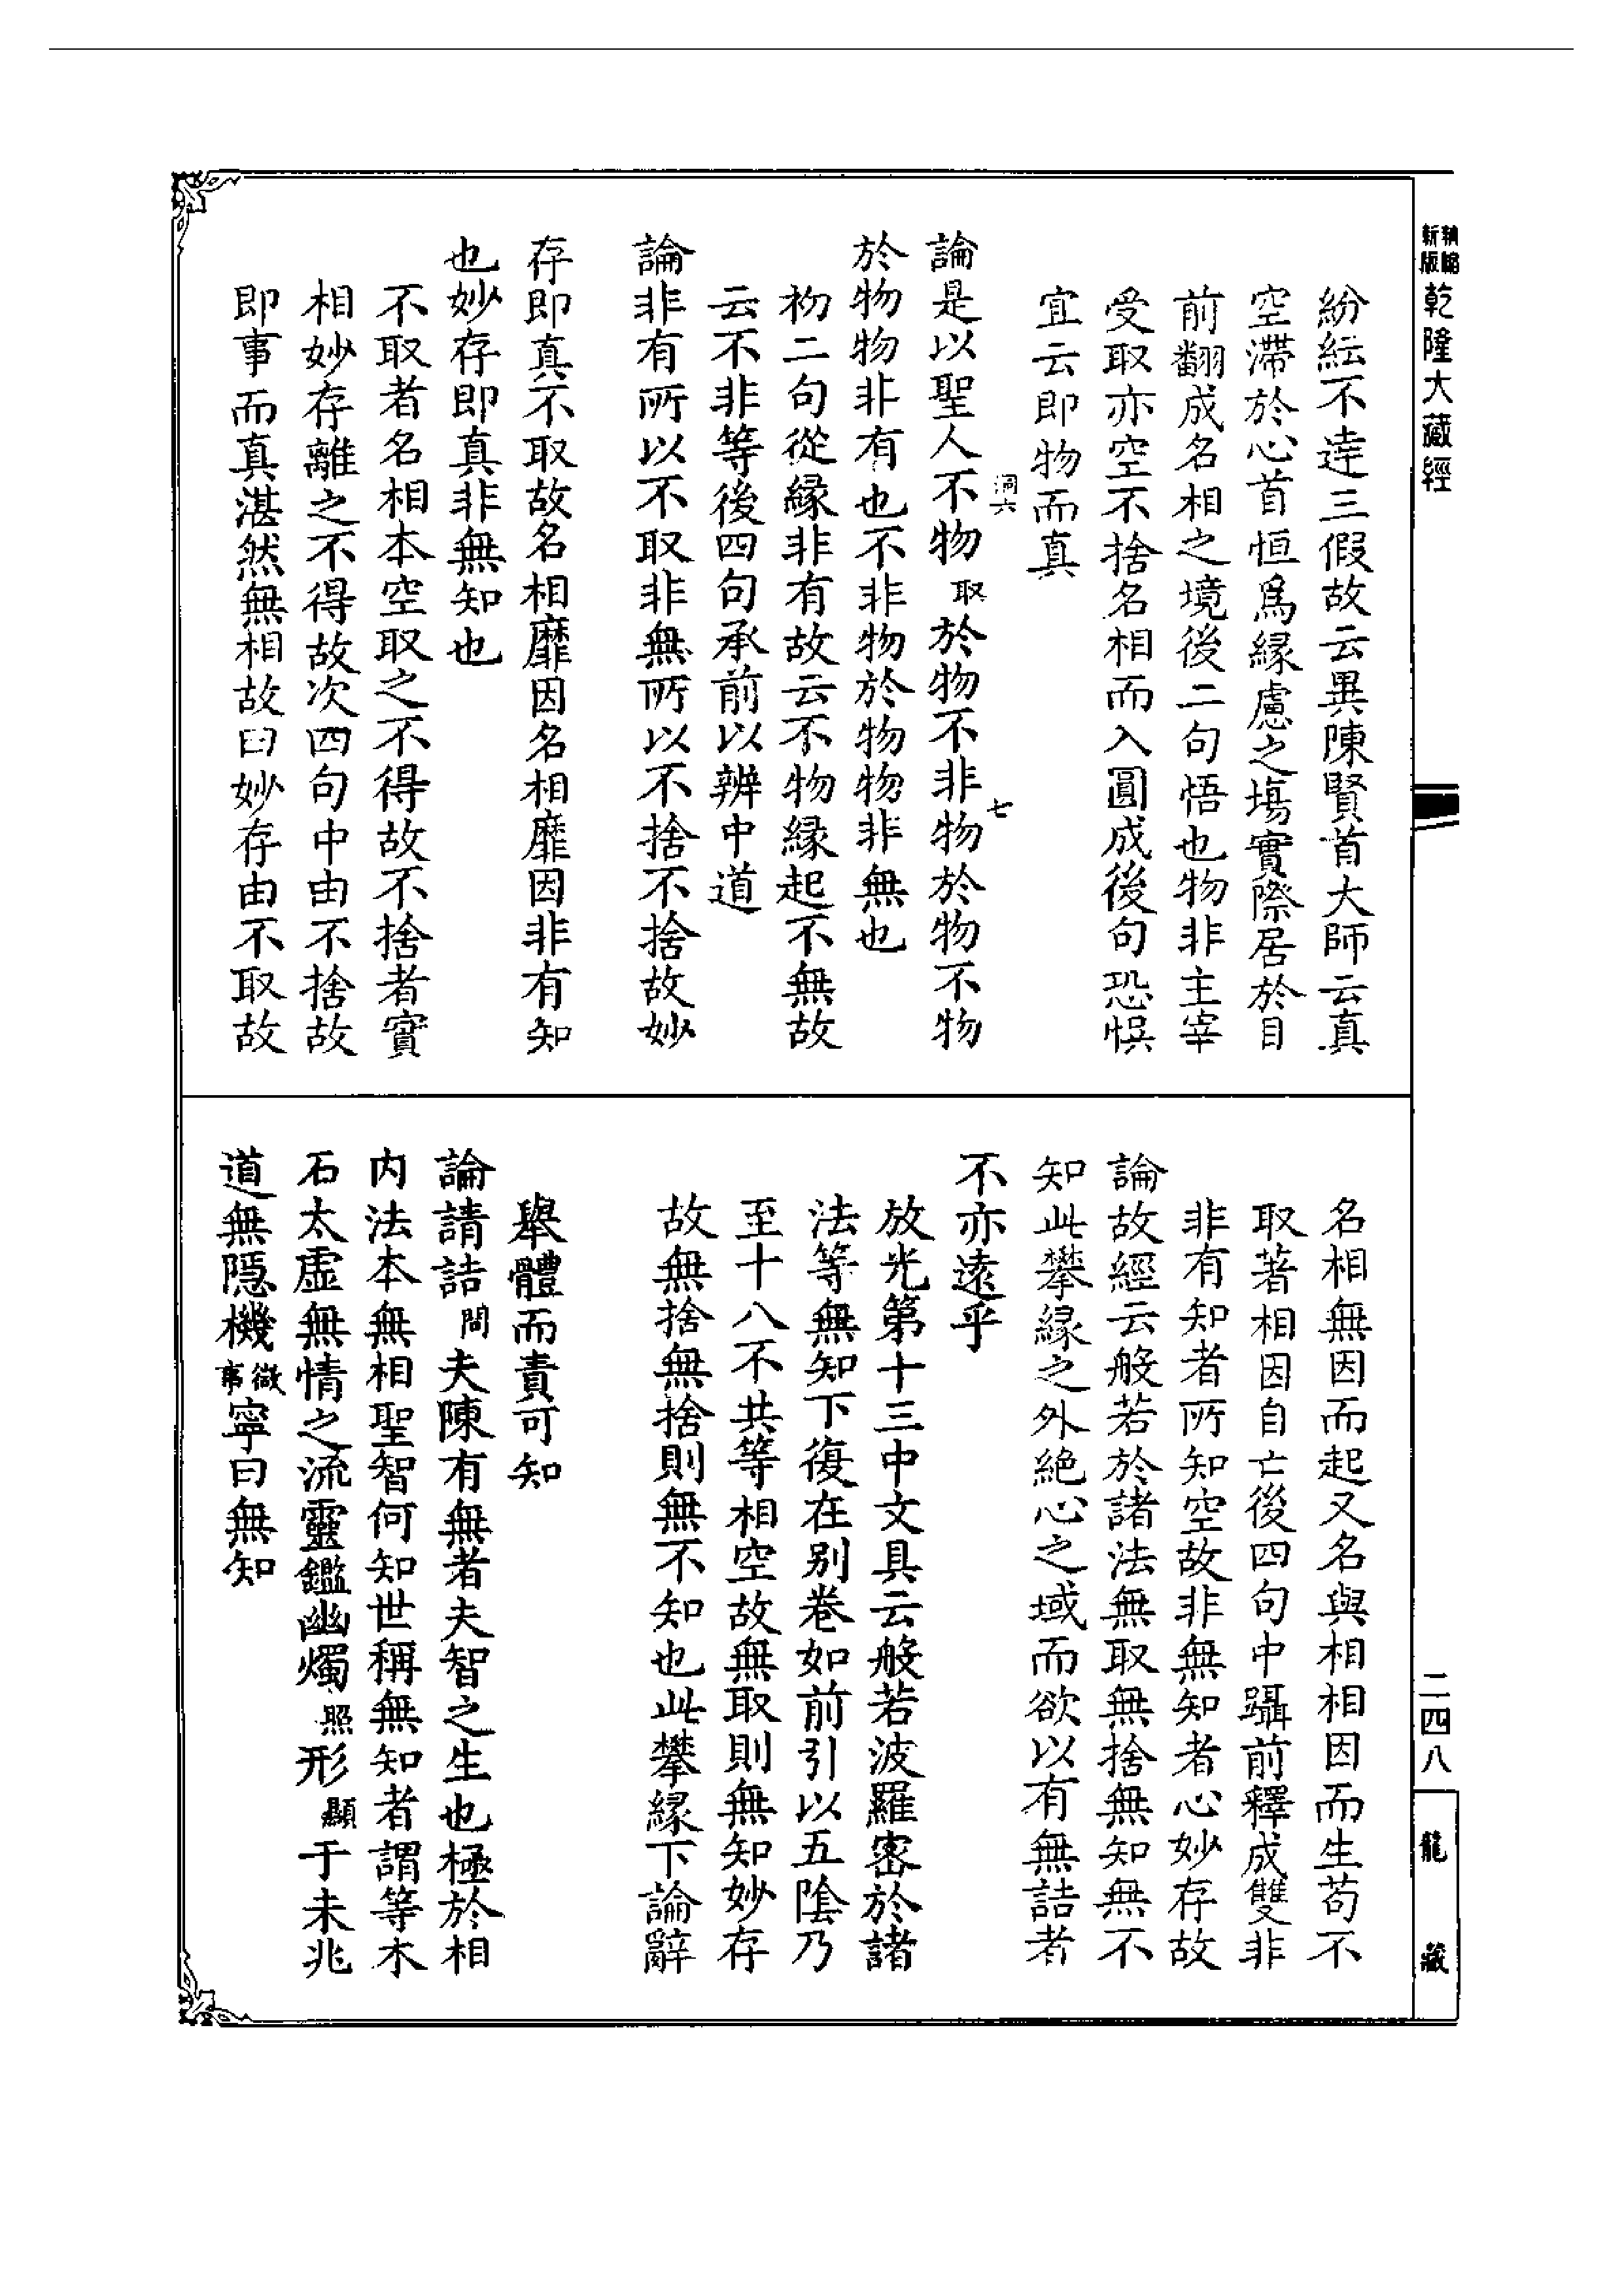 新版
乾隆大藏經
紛紜不達三假故云異陳賢首大師云真
空滯於心首恒爲緣慮之場實際居於目
前翻成名相之境後二句悟也物非主宰
受取亦空不捨名相而入圓成後句恐悞
宜云即物而真
洞六
七
論是以聖人不物取於物不非物於物不物
於物物非有也不非物於物物非無也
初二句從緣非有故云不物緣起不無故
云不非等後四句承前以辨中道
論非有所以不取非無所以不捨不捨故妙
存即真不取故名相靡因名相靡因非有知
也妙存即真非無知也
不取者名相本空取之不得故不捨者實
相妙存離之不得故次四句中由不捨故
即事而真湛然無相故曰妙存由不取故
名相無因而起又名與相相因而生苟不
取著相因自亡後四句中躡前釋成雙非
非有知者所知空故非無知者心妙存故
論故經云般若於諸法無取無捨無知無不
知此攀緣之外絶心之域而欲以有無詰者
不亦遠乎
放光第十三中文具云般若波羅蜜於諸
法等無知下復在別卷如前引以五陰乃
至十八不共等相空故無取則無知妙存
故無捨無捨則無不知也此攀緣下論辭
舉體而責可知
論請詰問夫陳有無者夫智之生也極於相
内法本無相聖智何知世稱無知者謂等木
石太虛無情之流靈鑑幽燭照形顯于未兆
道無隱機微事寧曰無知
二四八
龍藏